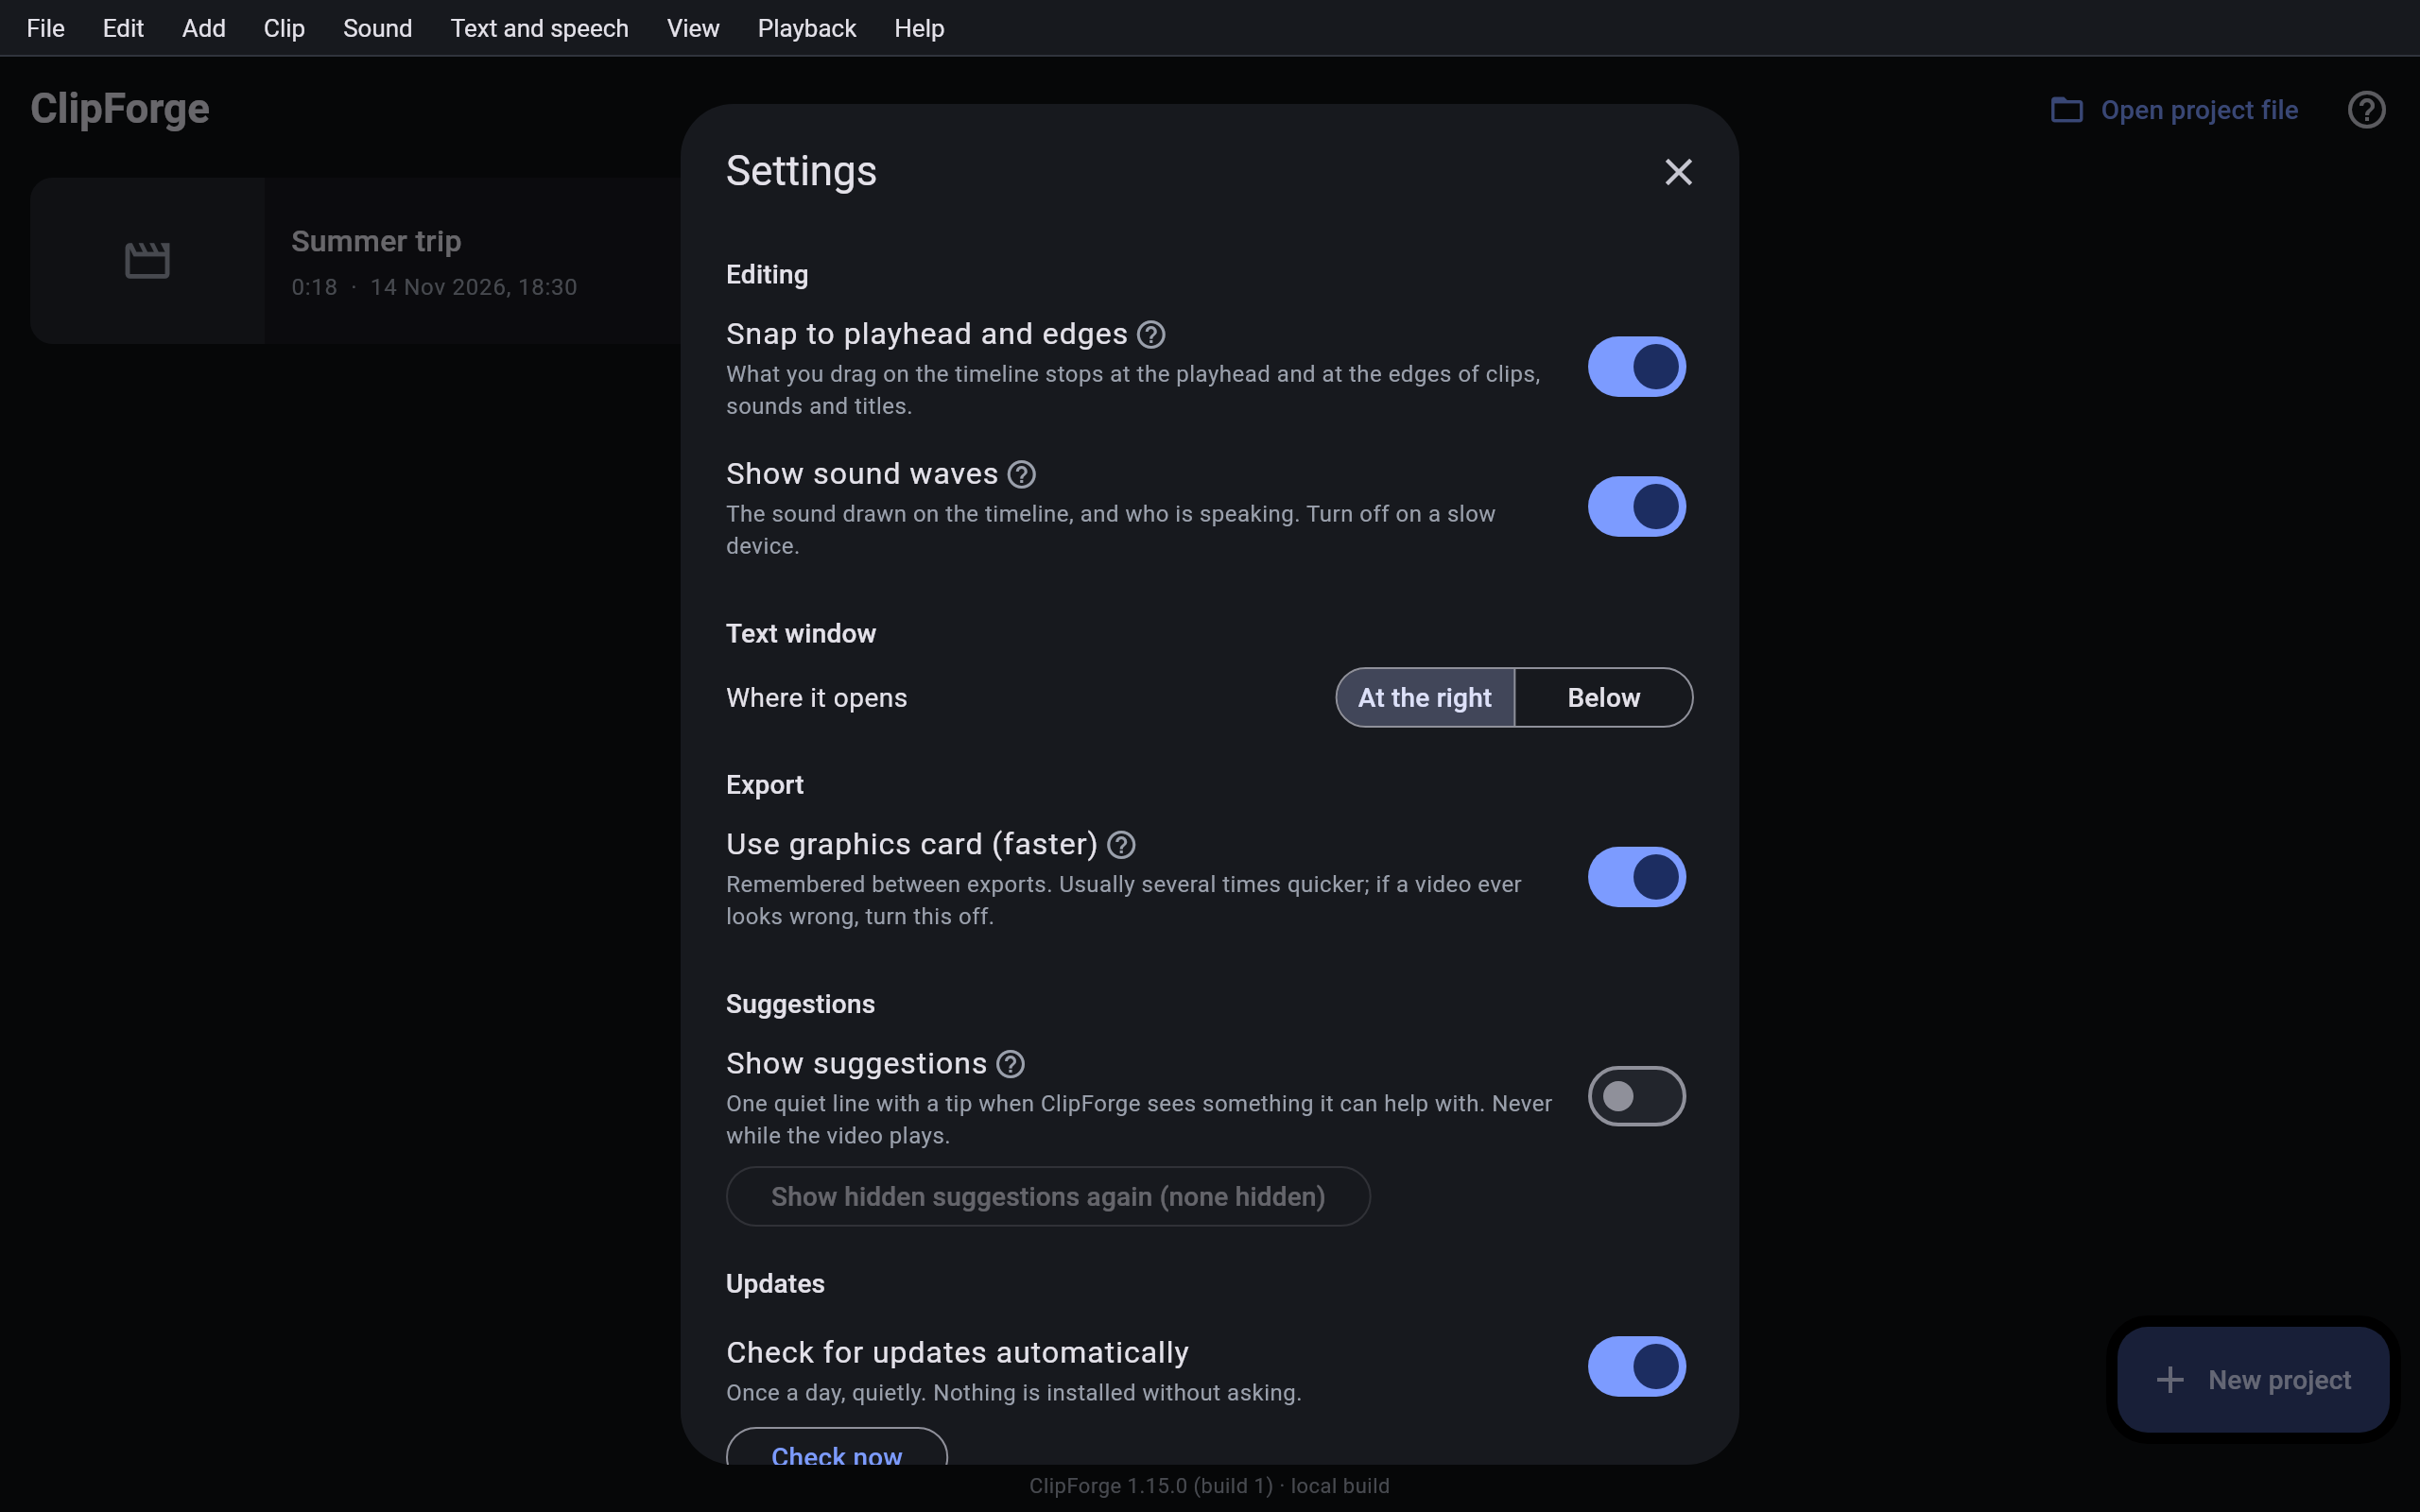 File Edit Add Clip Sound Text and speech View Playback Help
ClipForge
Open project file
Summer trip
0:18 · 14 Nov 2026, 18:30
Settings
Editing
Snap to playhead and edges
What you drag on the timeline stops at the playhead and at the edges of clips,
sounds and titles.
Show sound waves
The sound drawn on the timeline, and who is speaking. Turn off on a slow
device.
Text window
Where it opens
At the right
Below
Export
Use graphics card (faster)
Remembered between exports. Usually several times quicker; if a video ever
looks wrong, turn this off.
Suggestions
Show suggestions
One quiet line with a tip when ClipForge sees something it can help with. Never
while the video plays.
Show hidden suggestions again (none hidden)
Updates
Check for updates automatically
Once a day, quietly. Nothing is installed without asking.
Check now
New project
ClipForge 1.15.0 (build 1) · local build